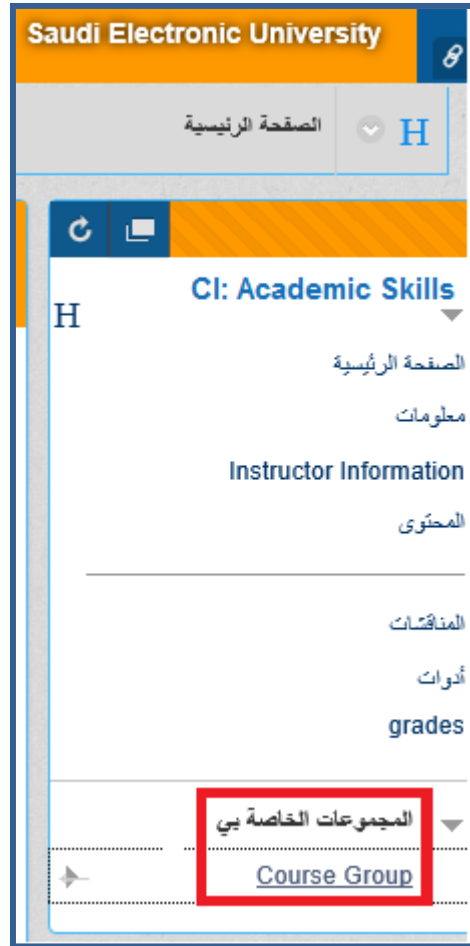 Saudi Electronic University
H الصفحة الرئيسية
CI: Academic Skills
H
الصفحة الرئيسية
معلومات
Instructor Information
المحتوى
المناقشات
أدوات
grades
المجموعات الخاصة بي
Course Group